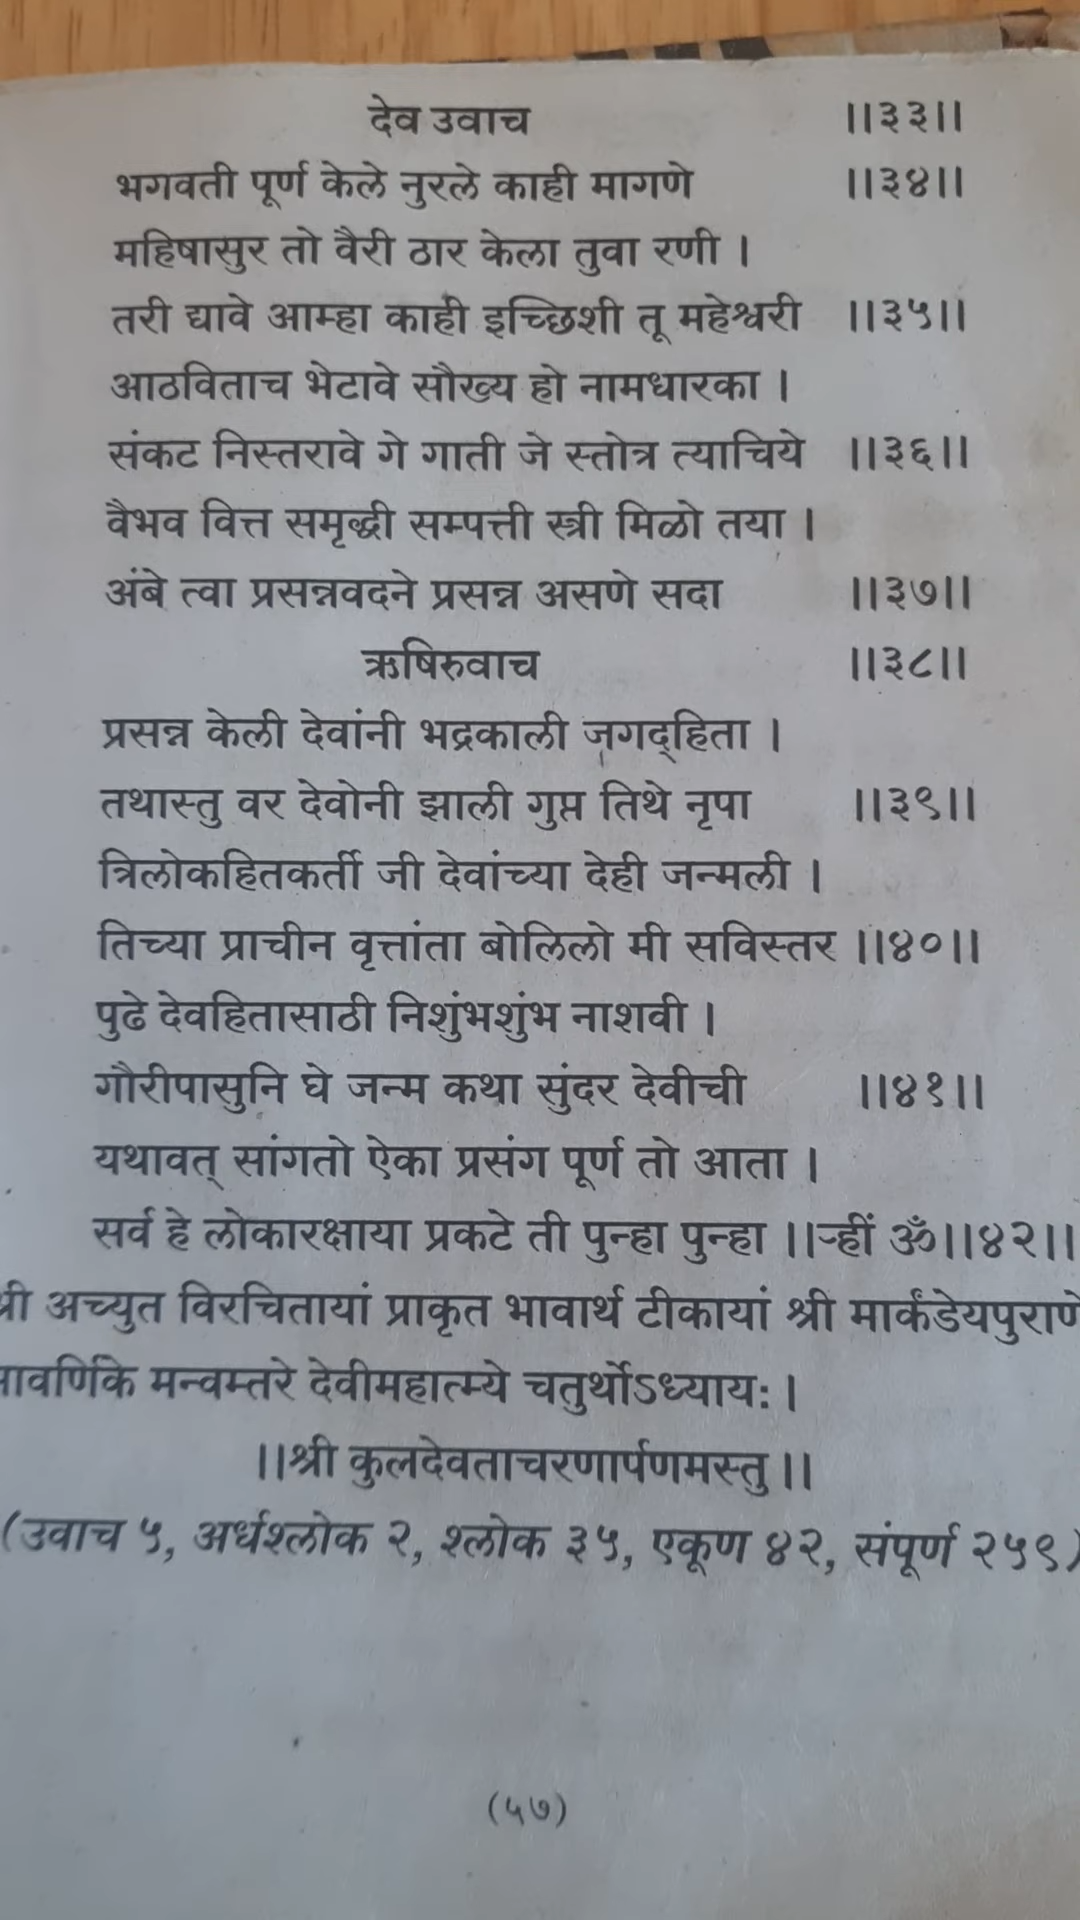 देव उवाच ।।३३।।
भगवती पूर्ण केले नुरले काही मागणे ।।३४।।
महिषासुर तो वैरी ठार केला तुवा रणी ।
तरी द्यावे आम्हा काही इच्छिशी तू महेश्वरी ।।३५।।
आठविताच भेटावे सौख्य हो नामधारका ।
संकट निस्तरावे गे गाती जे स्तोत्र त्याचिये ।।३६।।
वैभव वित्त समृद्धी सम्पत्ती स्त्री मिळो तया ।
अंबे त्वा प्रसन्नवदने प्रसन्न असणे सदा ।।३७।।
ऋषिरुवाच ।।३८।।
प्रसन्न केली देवांनी भद्रकाली जगद्‌हिता ।
तथास्तु वर देवोनी झाली गुप्त तिथे नृपा ।।३९।।
त्रिलोकहितकर्ती जी देवांच्या देही जन्मली ।
तिच्या प्राचीन वृत्तांता बोलिलो मी सविस्तर ।।४०।।
पुढे देवहितासाठी निशुंभशुंभ नाशवी ।
गौरीपासुनि घे जन्म कथा सुंदर देवीची ।।४१।।
यथावत् सांगतो ऐका प्रसंग पूर्ण तो आता ।
सर्व हे लोकारक्षाया प्रकटे ती पुन्हा पुन्हा ।।ऱ्हीं ॐ।।४२।।
श्री अच्युत विरचितायां प्राकृत भावार्थ टीकायां श्री मार्कंडेयपुराणे
मन्वम्तरे देवीमहात्म्ये चतुर्थोऽध्यायः ।
।।श्री कुलदेवताचरणार्पणमस्तु ।।
(उवाच ५, अर्धश्लोक २, श्लोक ३५, एकूण ४२, संपूर्ण २५९)
(५७)